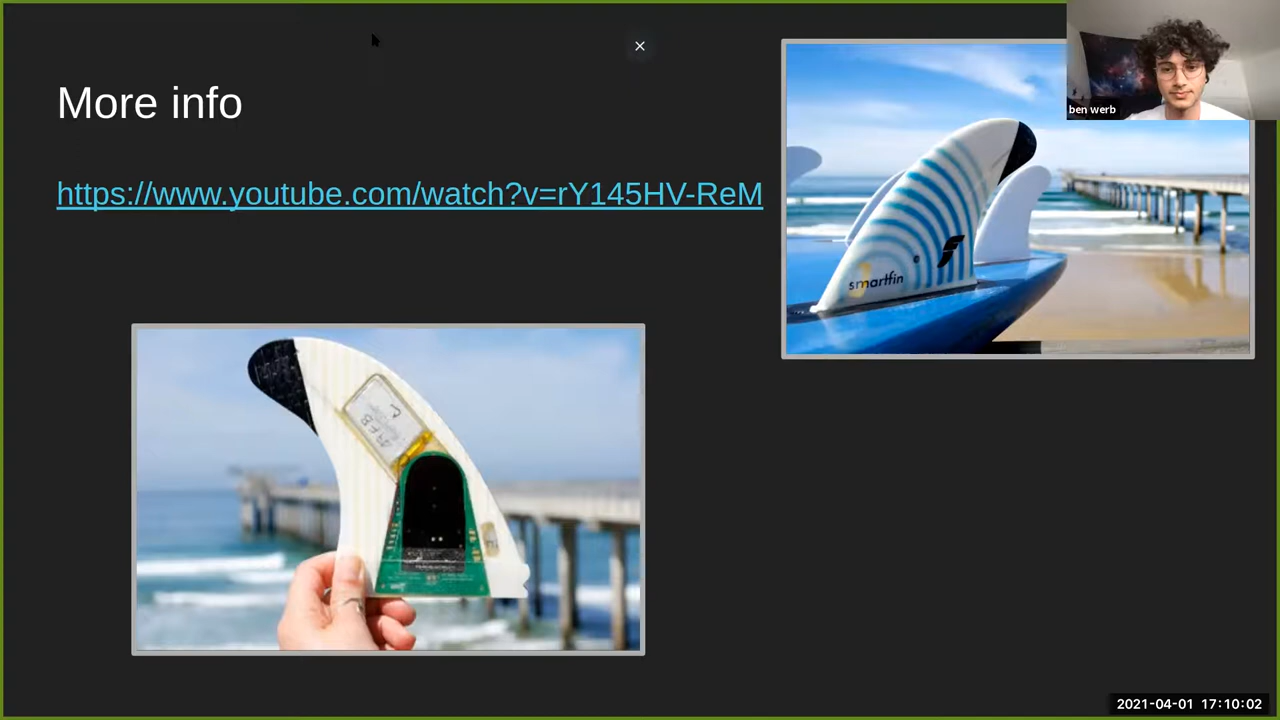 More info
https://www.youtube.com/watch?v=rY145HV-ReM
ben werb
smartfin
2021-04-01 17:10:02